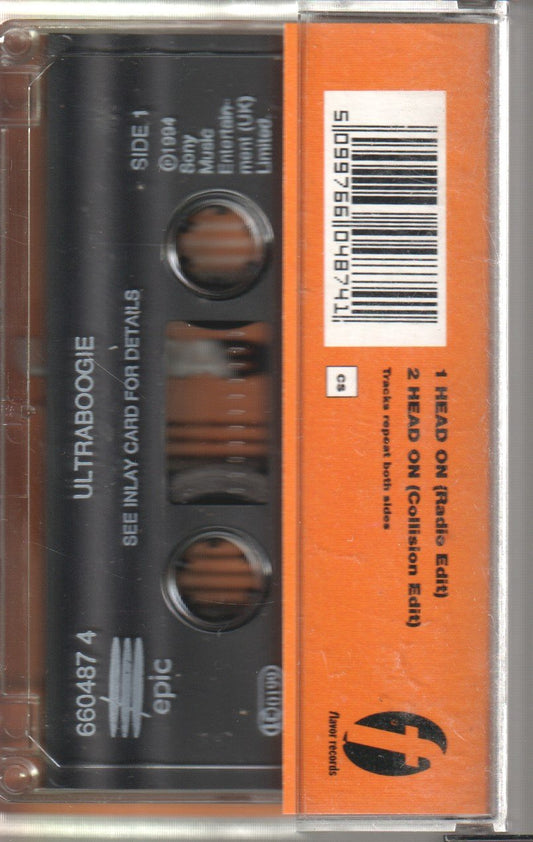 ULTRABOOGIE
SEE INLAY CARD FOR DETAILS
SIDE 1
©1994
Sony
Music
Entertain-
ment (UK)
Limited.
660487 4
epic
5 099766 048741
1 HEAD ON (Radio Edit)
2 HEAD ON (Collision Edit)
Tracks repeat both sides
CS
f
flavor records